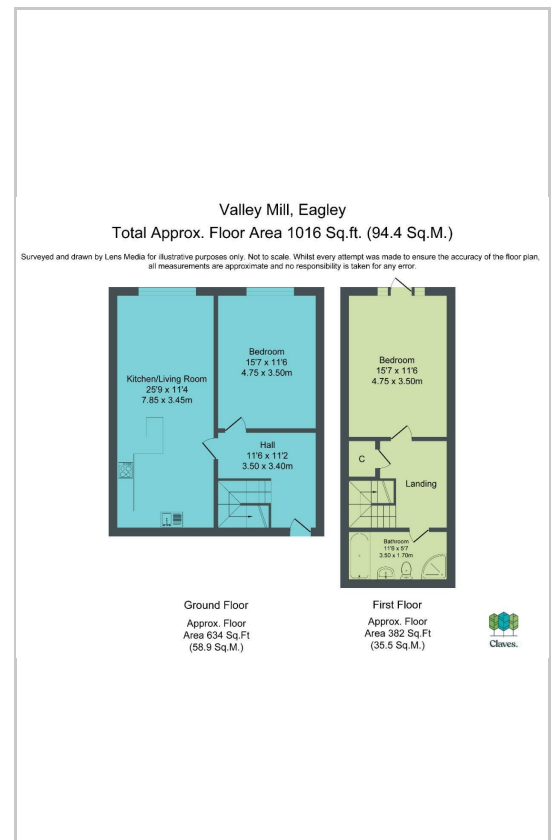 Valley Mill, Eagley
Total Approx. Floor Area 1016 Sq.ft. (94.4 Sq.M.)
Surveyed and drawn by Lens Media for illustrative purposes only. Not to scale. Whilst every attempt was made to ensure the accuracy of the floor plan,
all measurements are approximate and no responsibility is taken for any error.
Kitchen/Living Room
25'9 x 11'4
7.85 x 3.45m
Bedroom
15'7 x 11'6
4.75 x 3.50m
Hall
11'6 x 11'2
3.50 x 3.40m
Bedroom
15'7 x 11'6
4.75 x 3.50m
C
Landing
Bathroom
11'6 x 5'7
3.50 x 1.70m
Ground Floor
Approx. Floor
Area 634 Sq.Ft
(58.9 Sq.M.)
First Floor
Approx. Floor
Area 382 Sq.Ft
(35.5 Sq.M.)
Claves.